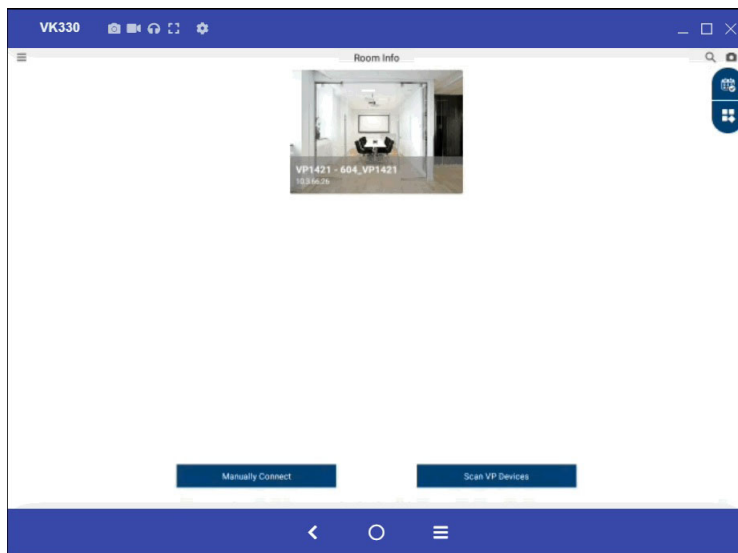 VK330
Room Info
VP1421 - 604_VP1421
10.3.66.26
Manually Connect
Scan VP Devices